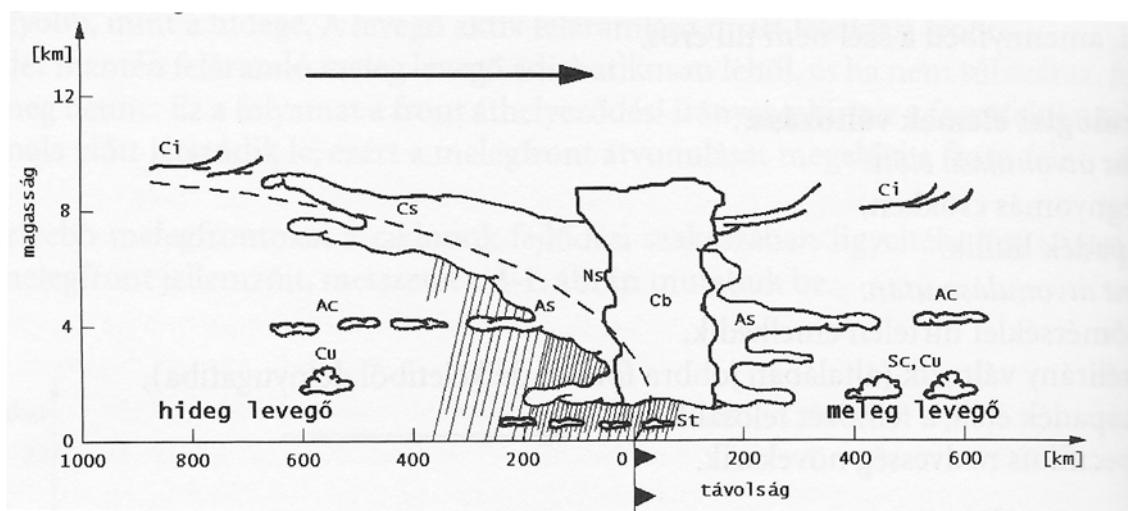 [km]
12
Ci
Ci
magasság
8
Cs
Ns
Cb
Ac
As
As
Ac
4
Cu
Sc, Cu
hideg levegő
meleg levegő
St
0
1000 800 600 400 200 0 200 400 600 [km]
távolság